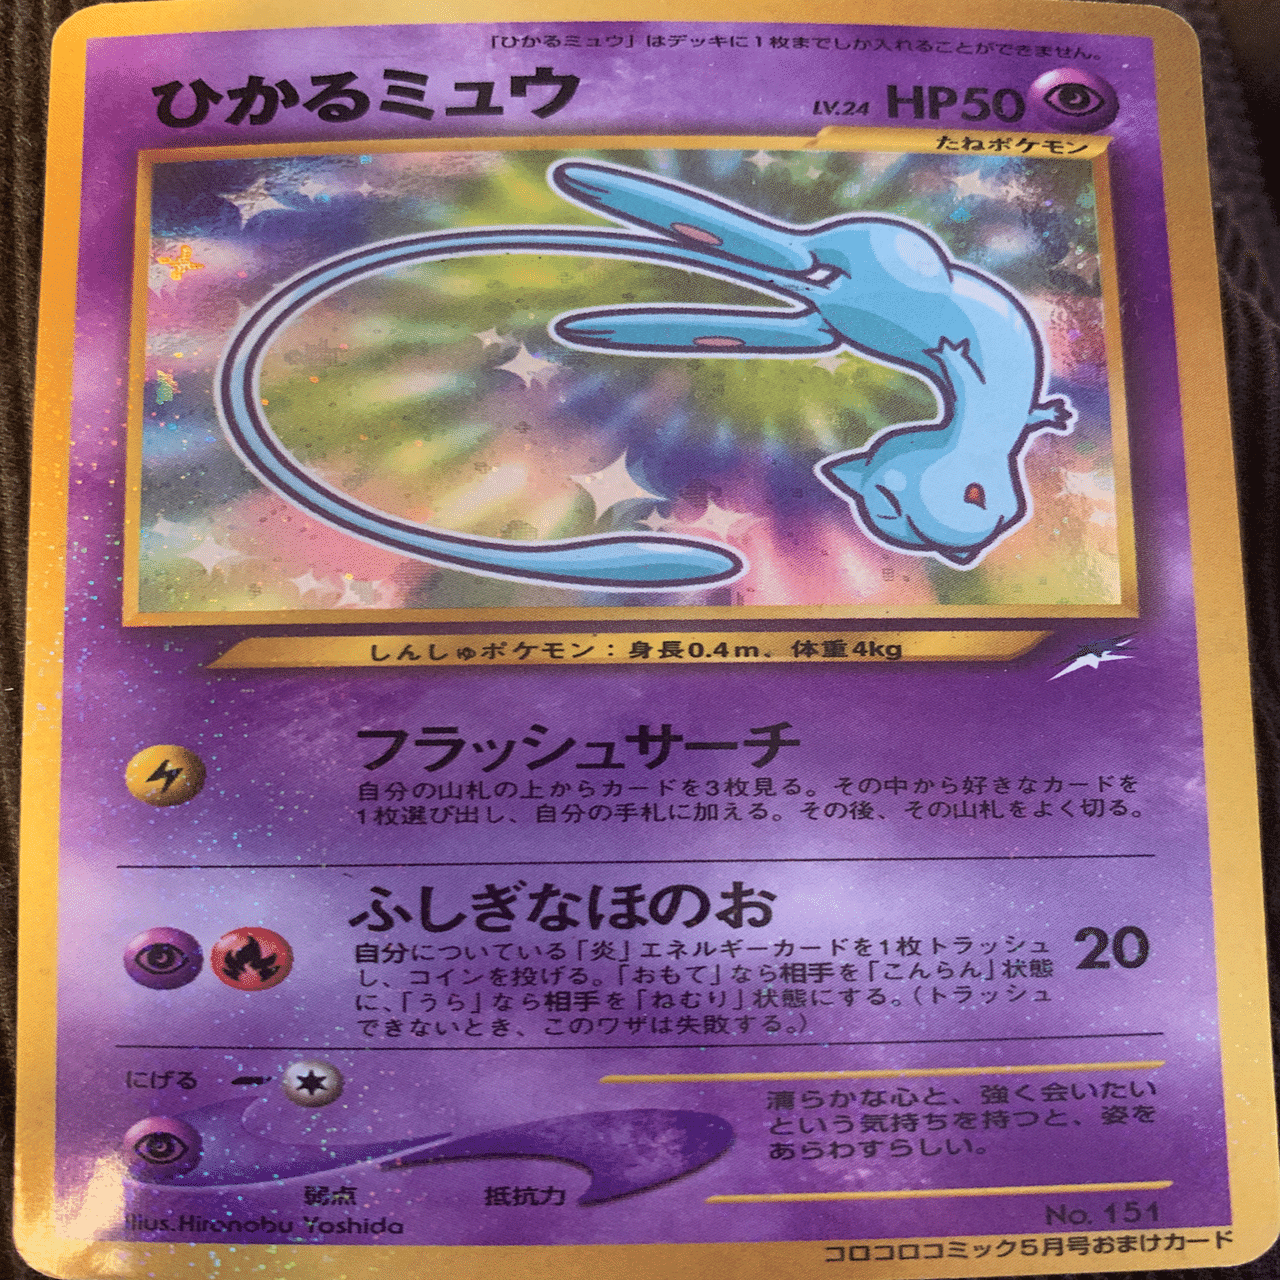 「ひかるミュウ」はデッキに1枚までしか入れることができません。
ひかるミュウ LV.24 HP50
たねポケモン
しんしゅポケモン：身長0.4m、体重4kg
フラッシュサーチ
自分の山札の上からカードを3枚見る。その中から好きなカードを
1枚選び出し、自分の手札に加える。その後、その山札をよく切る。
ふしぎなほのお 20
自分についている「炎」エネルギーカードを1枚トラッシュ
し、コインを投げる。「おもて」なら相手を「こんらん」状態
に、「うら」なら相手を「ねむり」状態にする。（トラッシュ
できないとき、このワザは失敗する。）
にげる
清らかな心と、強く会いたい
という気持ちを持つと、姿を
あらわすらしい。
弱点 抵抗力
Illus.Hironobu Yoshida
No. 151
コロコロコミック5月号おまけカード